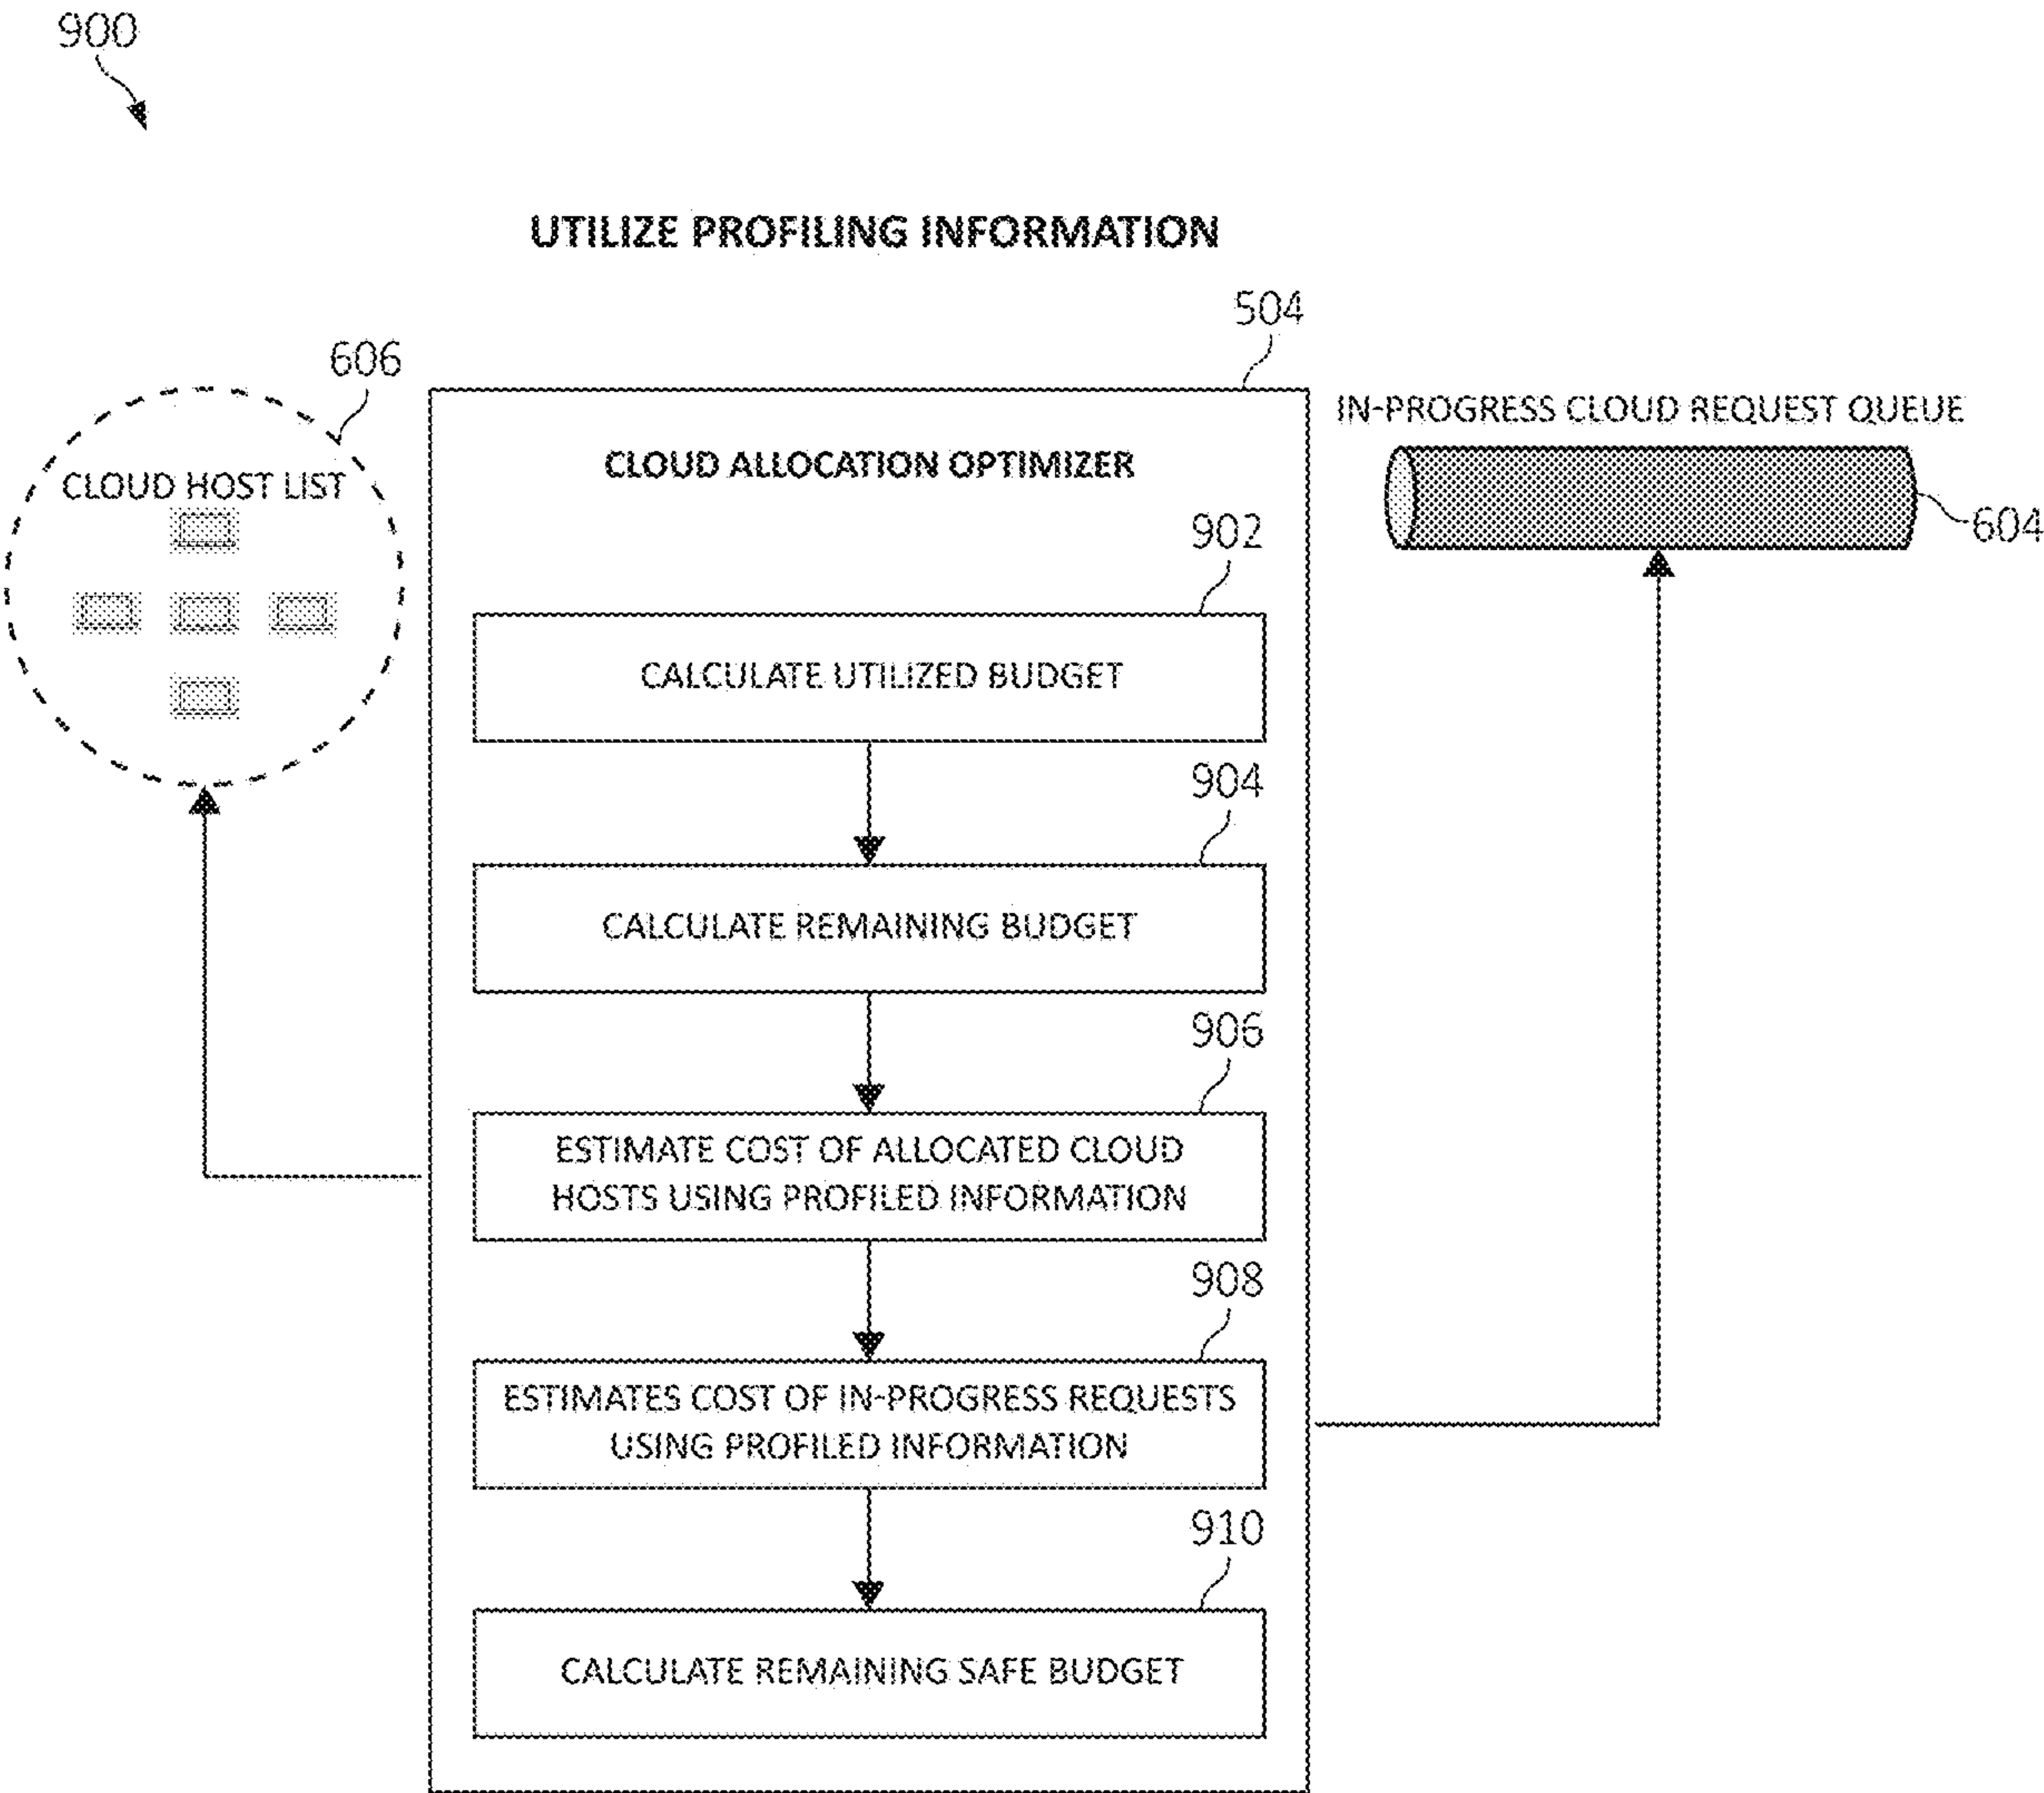 900
UTILIZE PROFILING INFORMATION
504
606
IN-PROGRESS CLOUD REQUEST QUEUE
CLOUD ALLOCATION OPTIMIZER
CLOUD HOST LIST
604
902
CALCULATE UTILIZED BUDGET
904
CALCULATE REMAINING BUDGET
906
ESTIMATE COST OF ALLOCATED CLOUD
HOSTS USING PROFILED INFORMATION
908
ESTIMATES COST OF IN-PROGRESS REQUESTS
USING PROFILED INFORMATION
910
CALCULATE REMAINING SAFE BUDGET